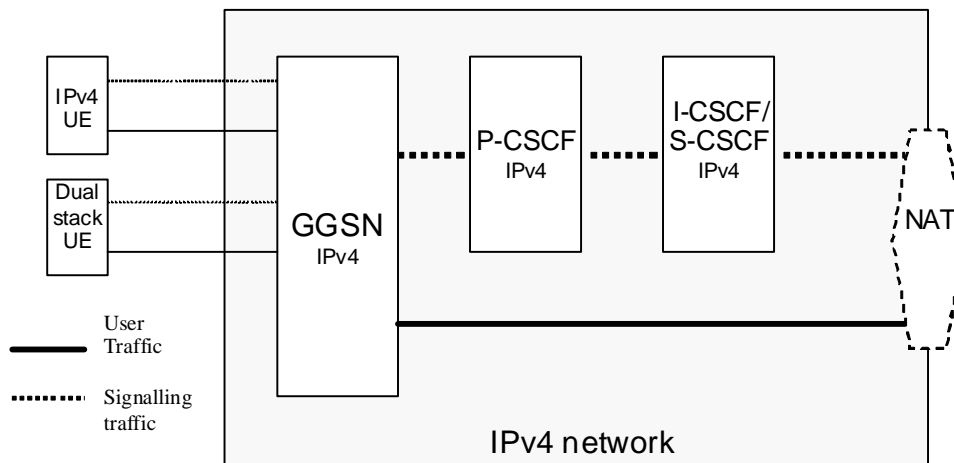 IPv4
UE
Dual
stack
UE
GGSN
IPv4
P-CSCF
IPv4
I-CSCF/
S-CSCF
IPv4
NAT
User
Traffic
Signalling
traffic
IPv4 network